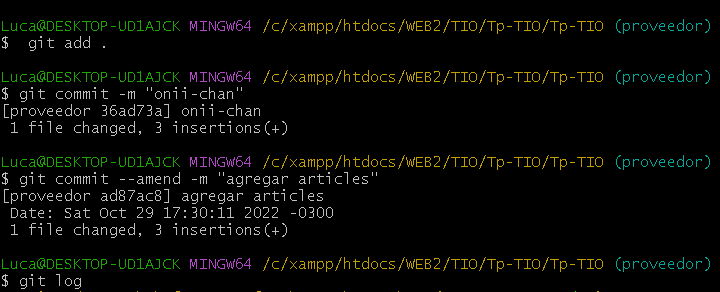 Luca@DESKTOP-UD1AJCK MINGW64 /c/xampp/htdocs/WEB2/TIO/Tp-TIO/Tp-TIO (proveedor)
$  git add .
Luca@DESKTOP-UD1AJCK MINGW64 /c/xampp/htdocs/WEB2/TIO/Tp-TIO/Tp-TIO (proveedor)
$ git commit -m "onii-chan"
[proveedor 36ad73a] onii-chan
 1 file changed, 3 insertions(+)
Luca@DESKTOP-UD1AJCK MINGW64 /c/xampp/htdocs/WEB2/TIO/Tp-TIO/Tp-TIO (proveedor)
$ git commit --amend -m "agregar articles"
[proveedor ad87ac8] agregar articles
 Date: Sat Oct 29 17:30:11 2022 -0300
 1 file changed, 3 insertions(+)
Luca@DESKTOP-UD1AJCK MINGW64 /c/xampp/htdocs/WEB2/TIO/Tp-TIO/Tp-TIO (proveedor)
$ git log